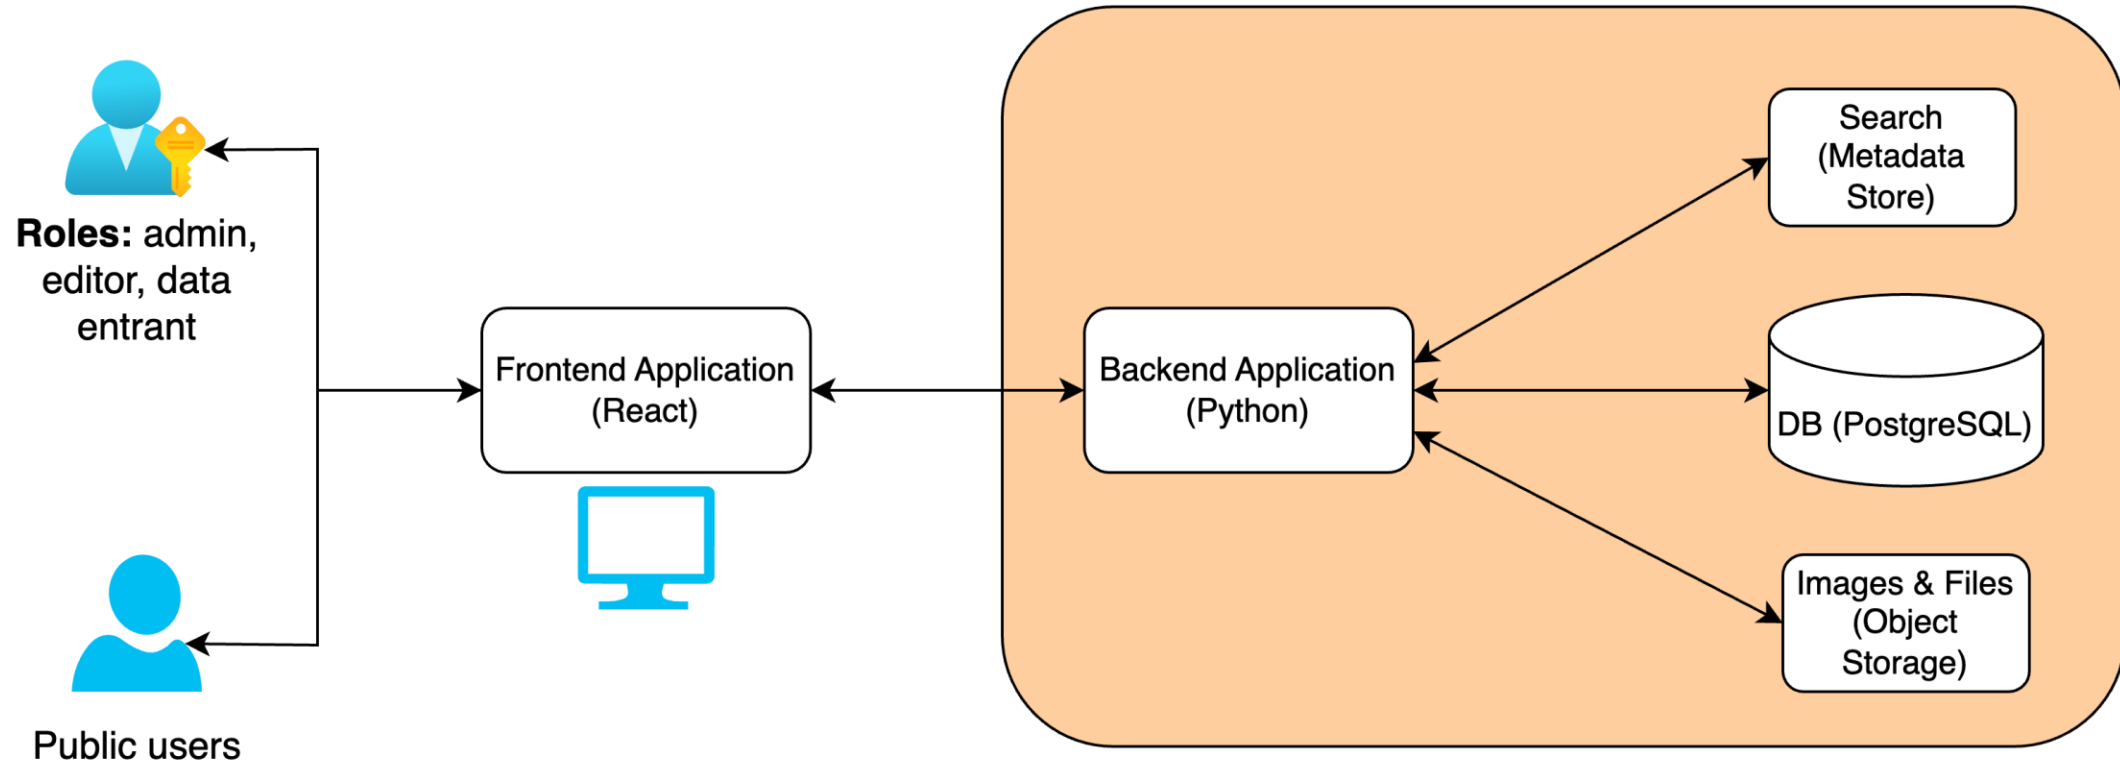 Roles: admin,
editor, data
entrant
Public users
Frontend Application
(React)
Backend Application
(Python)
Search
(Metadata
Store)
DB (PostgreSQL)
Images & Files
(Object
Storage)